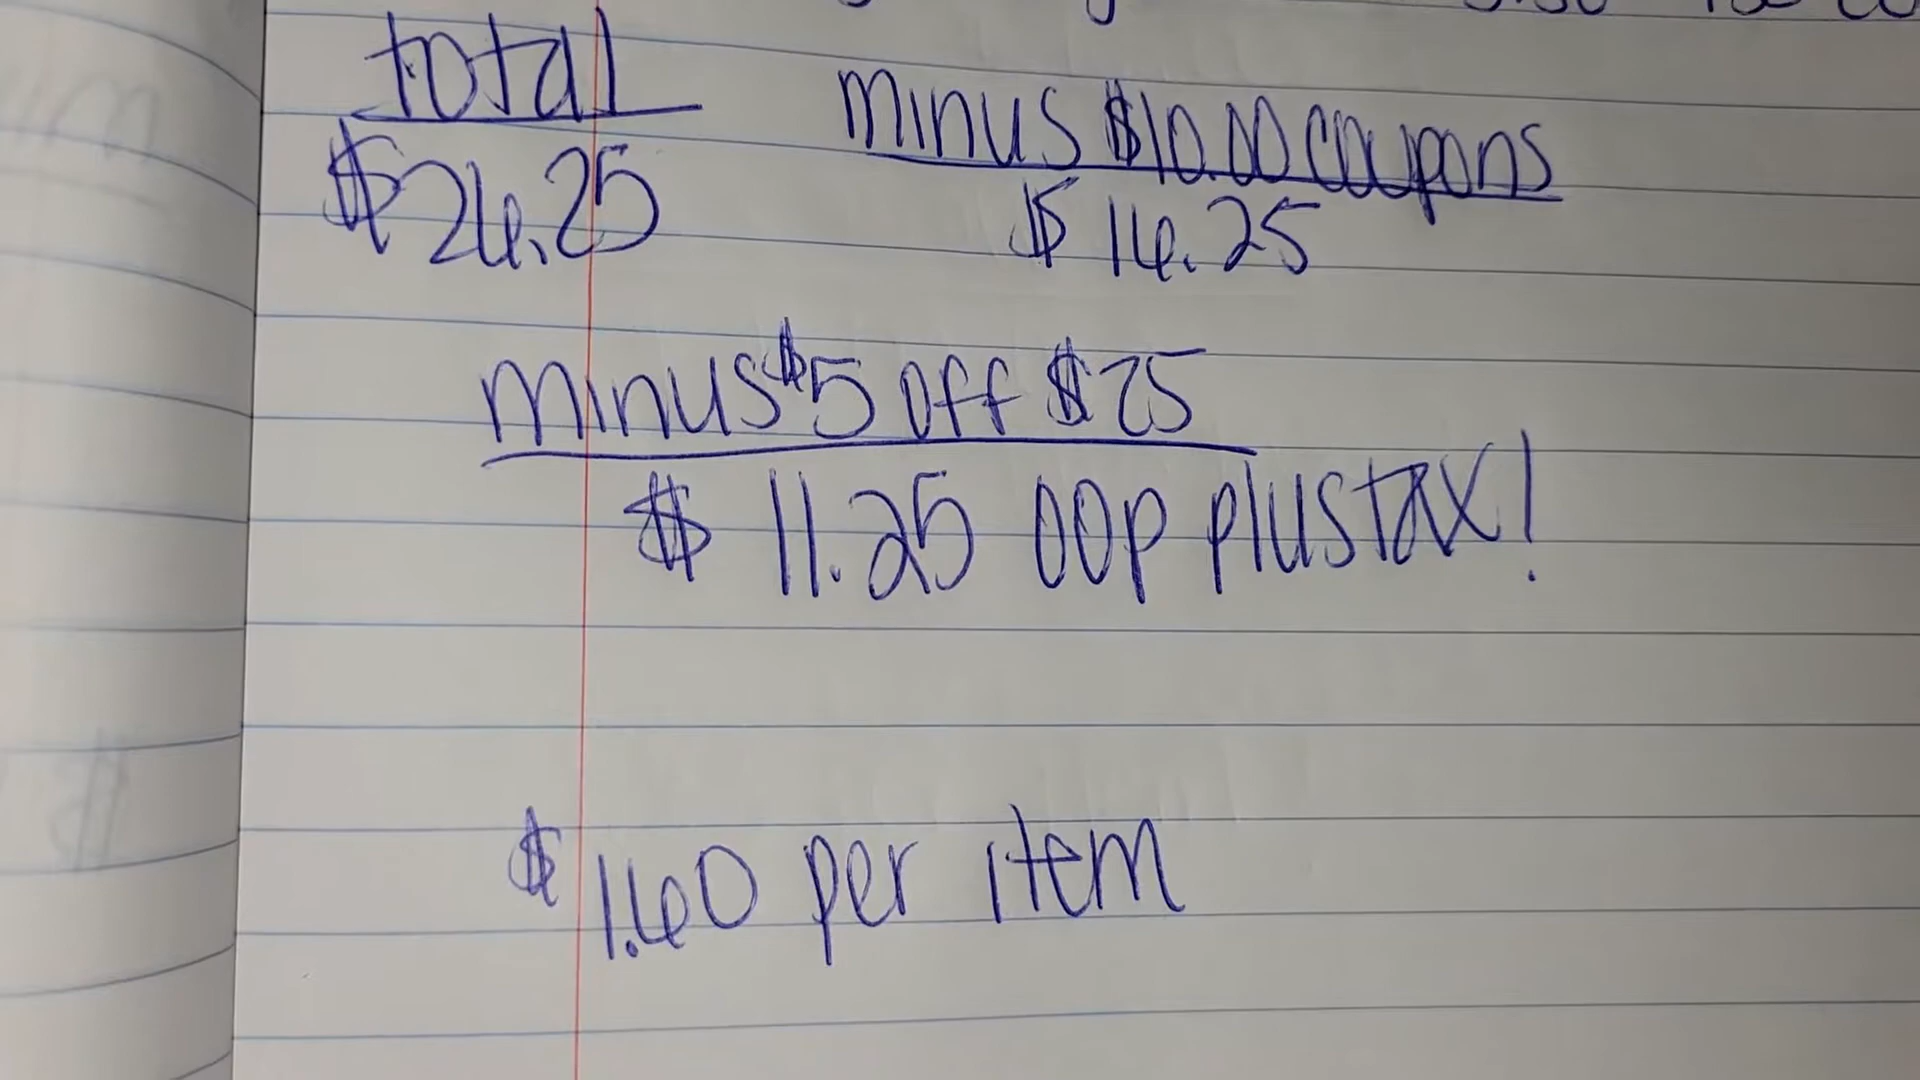 total
$26.25
minus $10.00 coupons
$16.25
minus $5 off $25
$11.25 oop plus tax!
$1.60 per item